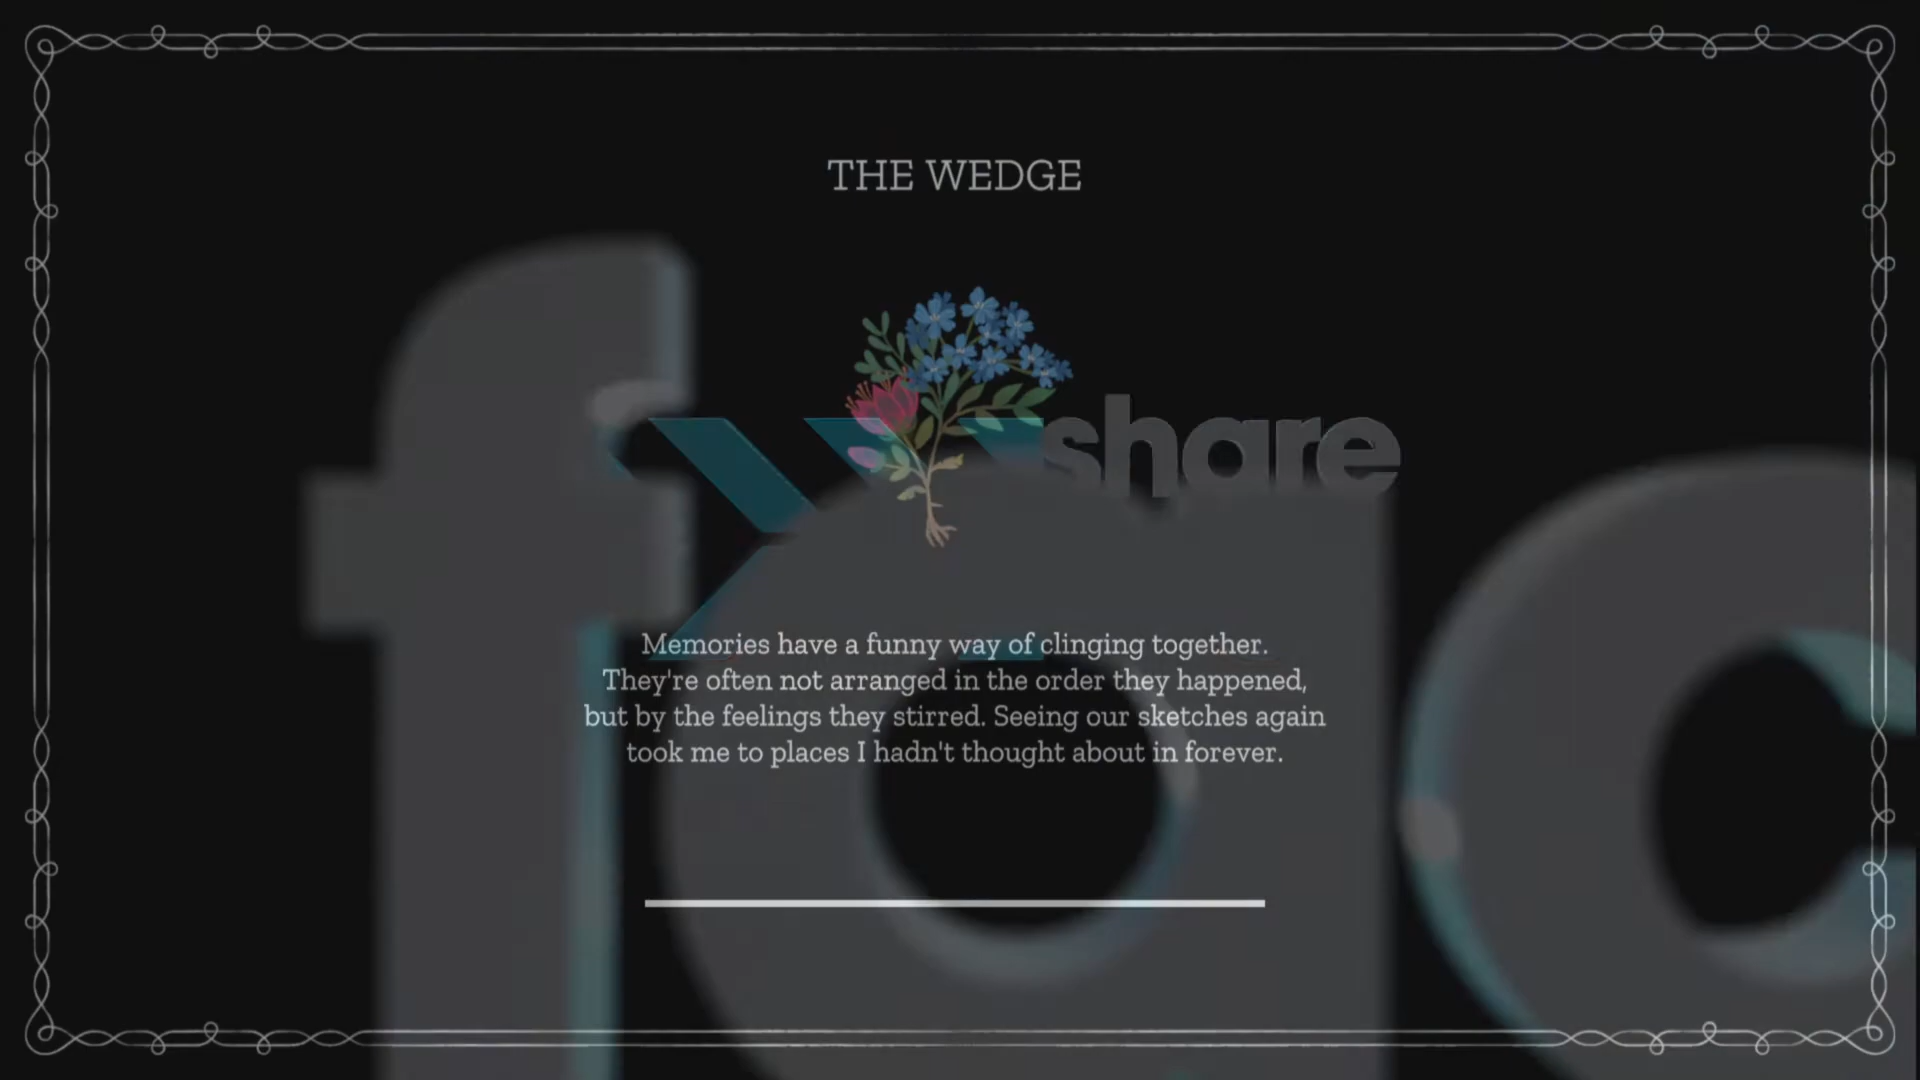 THE WEDGE
share
Memories have a funny way of clinging together.
They're often not arranged in the order they happened,
but by the feelings they stirred. Seeing our sketches again
took me to places I hadn't thought about in forever.
fac